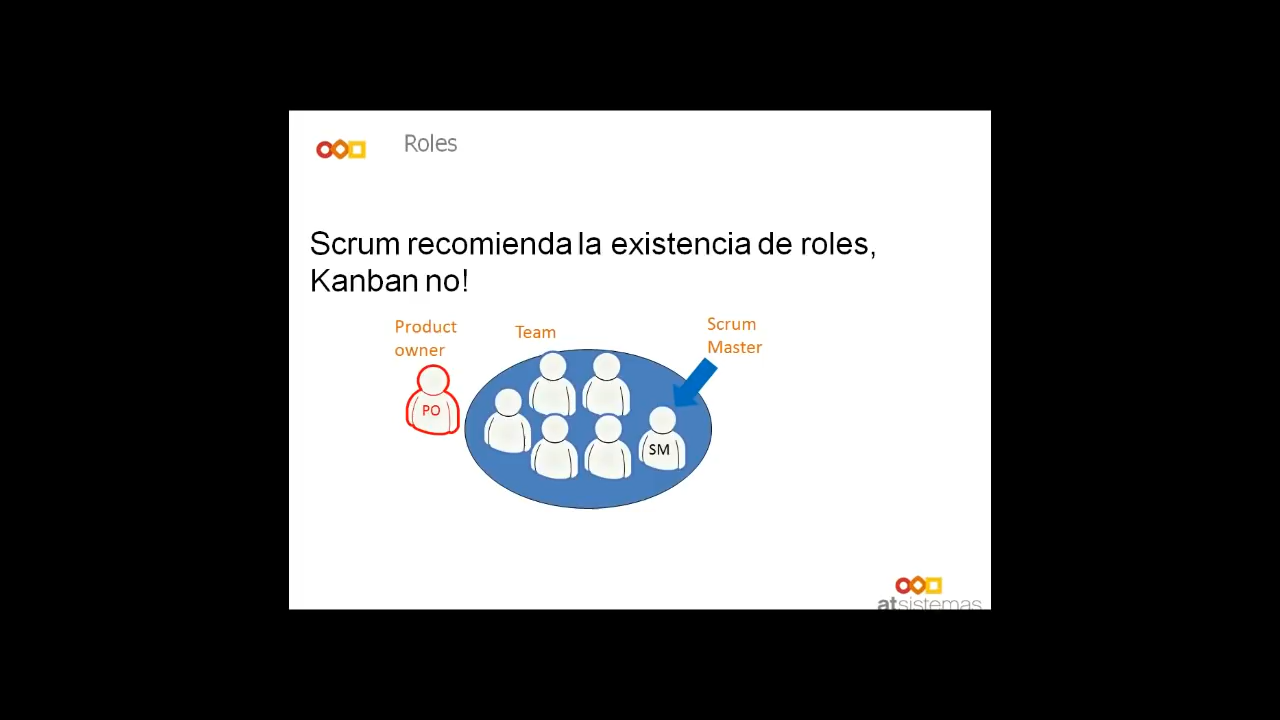 Roles
Scrum recomienda la existencia de roles,
Kanban no!
Product
owner
Team
Scrum
Master
PO
SM
atsistemas